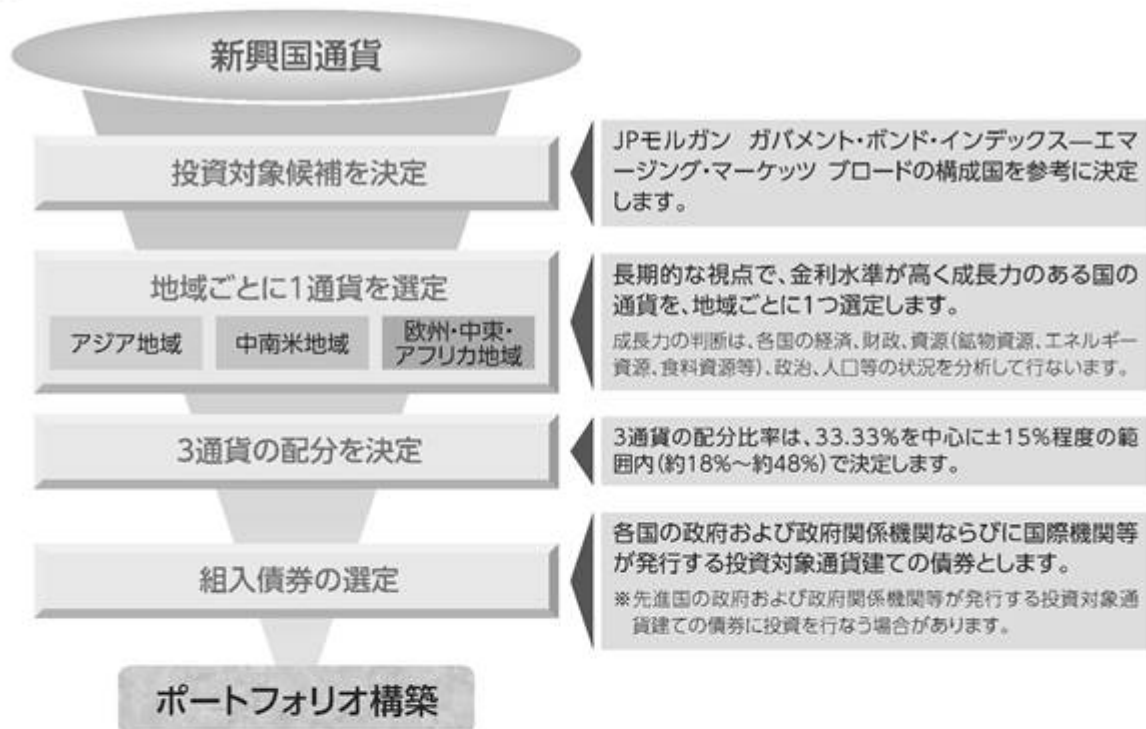 新興国通貨
投資対象候補を決定
JPモルガン ガバメント・ボンド・インデックス―エマ
ージング・マーケッツ ブロードの構成国を参考に決定
します。
地域ごとに1通貨を選定
アジア地域
中南米地域
欧州・中東・
アフリカ地域
長期的な視点で、金利水準が高く成長力のある国の
通貨を、地域ごとに1つ選定します。
成長力の判断は、各国の経済、財政、資源(鉱物資源、エネルギー
資源、食料資源等)、政治、人口等の状況を分析して行ないます。
3通貨の配分を決定
3通貨の配分比率は、33.33%を中心に±15%程度の範
囲内(約18%～約48%)で決定します。
組入債券の選定
各国の政府および政府関係機関ならびに国際機関等
が発行する投資対象通貨建ての債券とします。
※先進国の政府および政府関係機関等が発行する投資対象通
貨建ての債券に投資を行なう場合があります。
ポートフォリオ構築